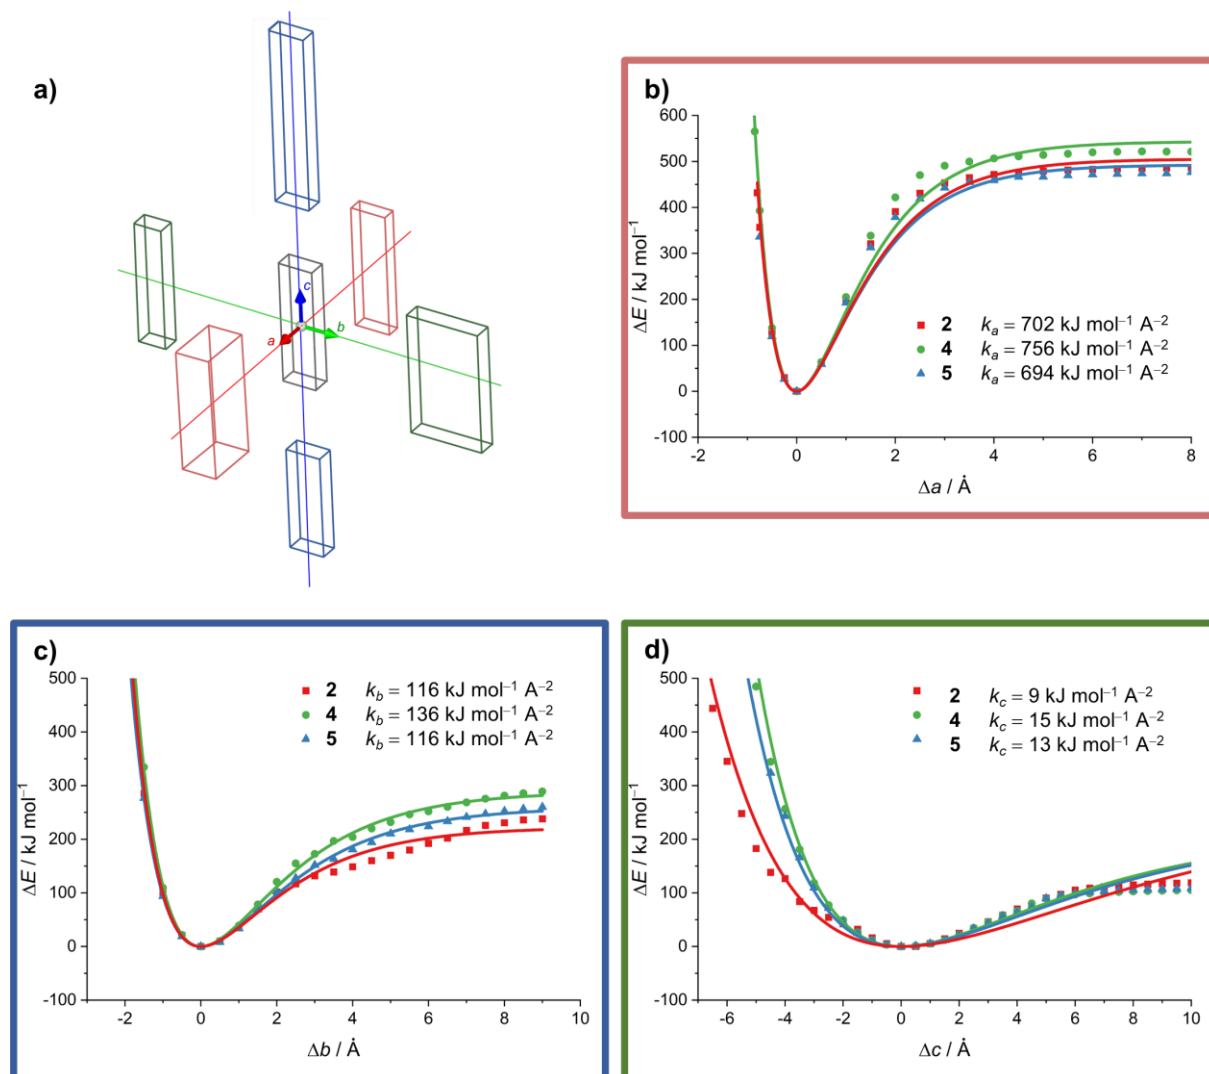 a)
c
b
a
b)
600
500
400
300
200
100
0
-100
ΔE / kJ mol⁻¹
2 kₐ = 702 kJ mol⁻¹ A⁻²
4 kₐ = 756 kJ mol⁻¹ A⁻²
5 kₐ = 694 kJ mol⁻¹ A⁻²
-2 0 2 4 6 8
Δa / Å
c)
500
400
300
200
100
0
-100
ΔE / kJ mol⁻¹
2 k_b = 116 kJ mol⁻¹ A⁻²
4 k_b = 136 kJ mol⁻¹ A⁻²
5 k_b = 116 kJ mol⁻¹ A⁻²
-2 0 2 4 6 8 10
Δb / Å
d)
500
400
300
200
100
0
-100
ΔE / kJ mol⁻¹
2 k_c = 9 kJ mol⁻¹ A⁻²
4 k_c = 15 kJ mol⁻¹ A⁻²
5 k_c = 13 kJ mol⁻¹ A⁻²
-6 -4 -2 0 2 4 6 8 10
Δc / Å